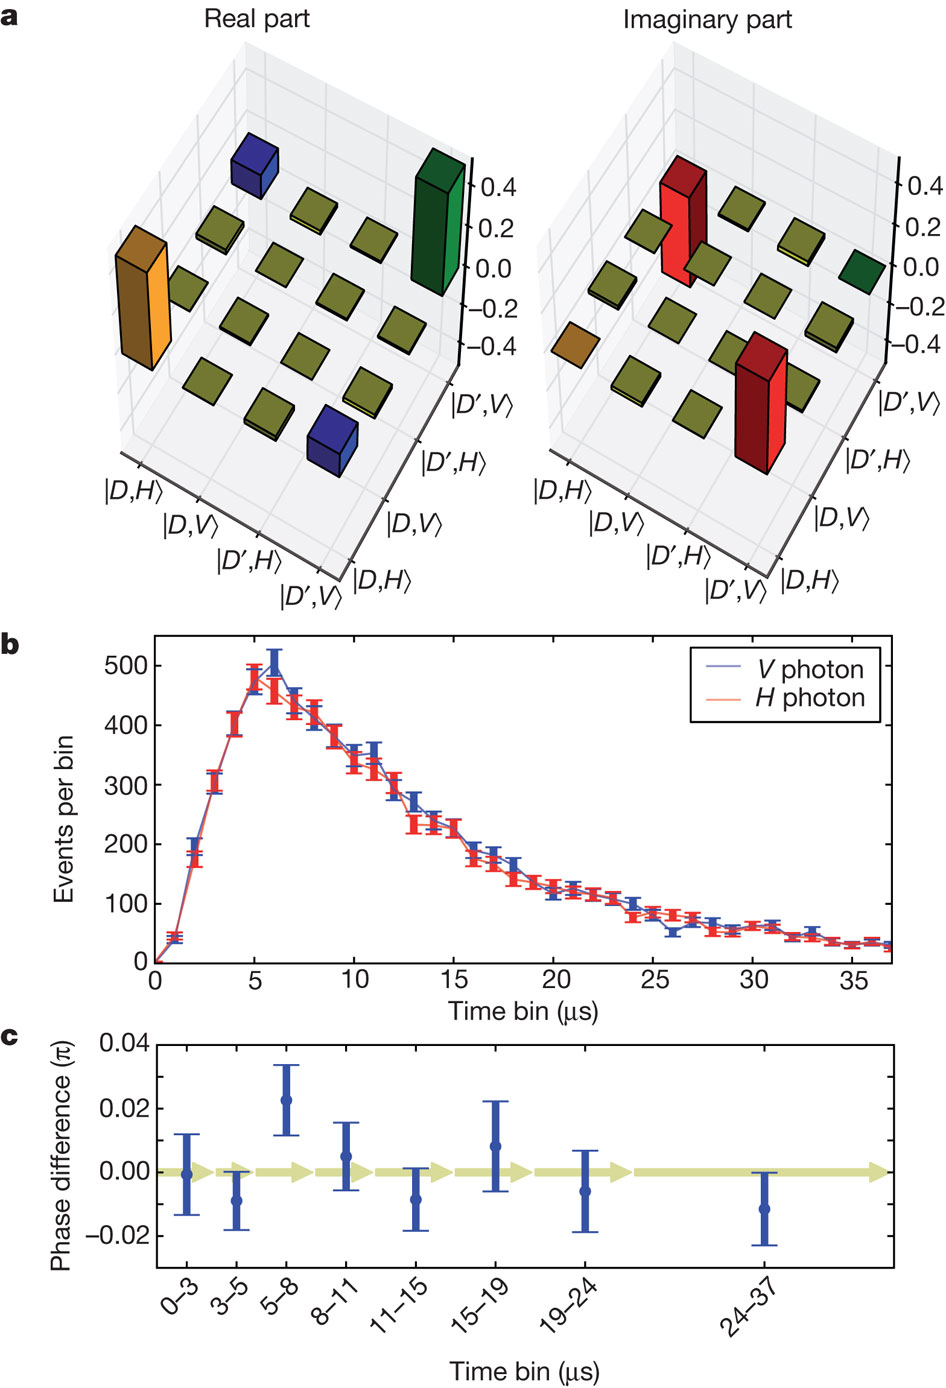 a
Real part
Imaginary part
0.4
0.2
0.0
−0.2
−0.4
|D′,V⟩
|D′,H⟩
|D,V⟩
|D,H⟩
|D,H⟩
|D,V⟩
|D′,H⟩
|D′,V⟩
0.4
0.2
0.0
−0.2
−0.4
|D′,V⟩
|D′,H⟩
|D,V⟩
|D,H⟩
|D,H⟩
|D,V⟩
|D′,H⟩
|D′,V⟩
b
Events per bin
500
400
300
200
100
0
V photon
H photon
0 5 10 15 20 25 30 35
Time bin (μs)
c
Phase difference (π)
0.04
0.02
0.00
−0.02
0–3 3–5 5–8 8–11 11–15 15–19 19–24 24–37
Time bin (μs)